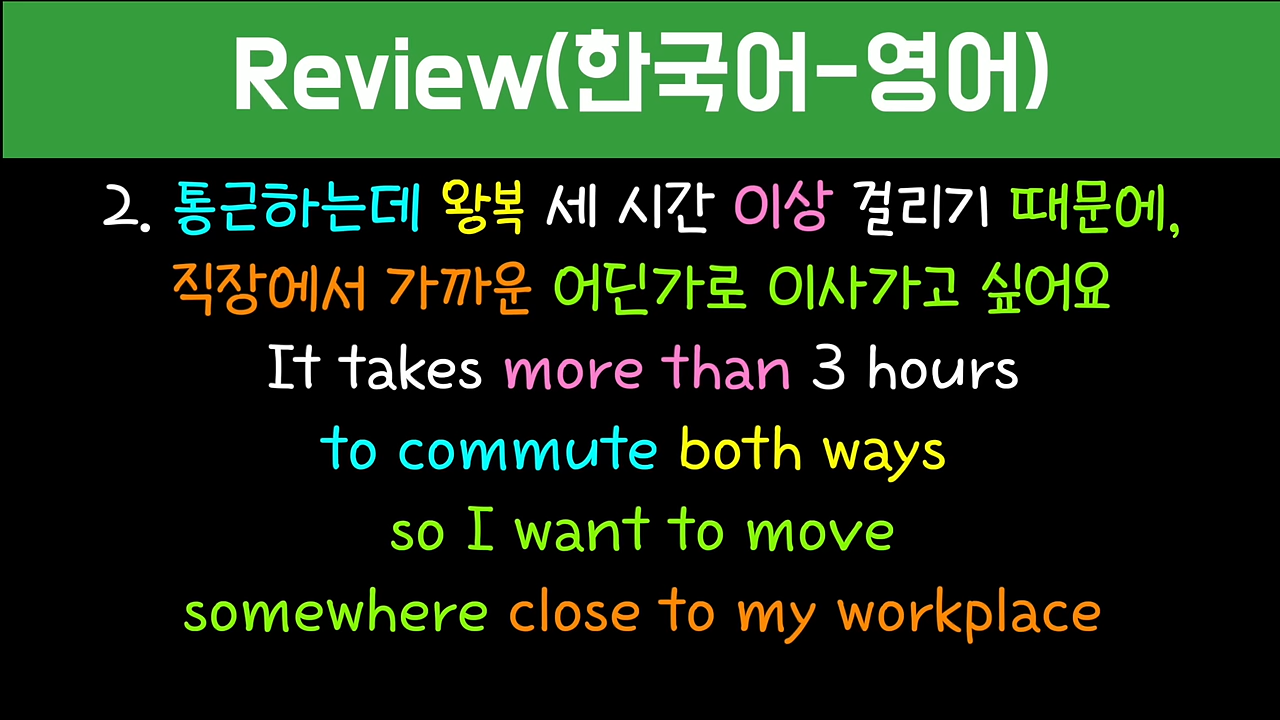 Review(한국어-영어)
2. 통근하는데 왕복 세 시간 이상 걸리기 때문에,
직장에서 가까운 어딘가로 이사가고 싶어요
It takes more than 3 hours
to commute both ways
so I want to move
somewhere close to my workplace